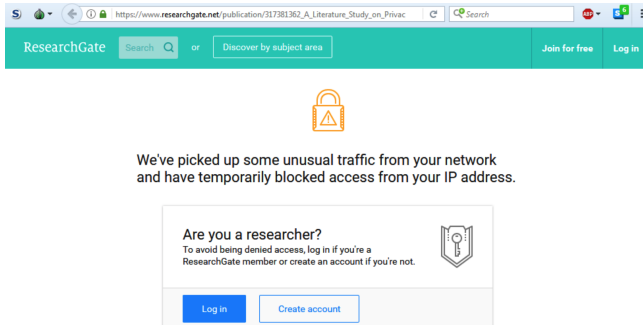 S https://www.researchgate.net/publication/317381362_A_Literature_Study_on_Privac Search ABP S 6
ResearchGate Search or Discover by subject area Join for free Log in
We've picked up some unusual traffic from your network
and have temporarily blocked access from your IP address.
Are you a researcher?
To avoid being denied access, log in if you're a
ResearchGate member or create an account if you're not.
Log in Create account